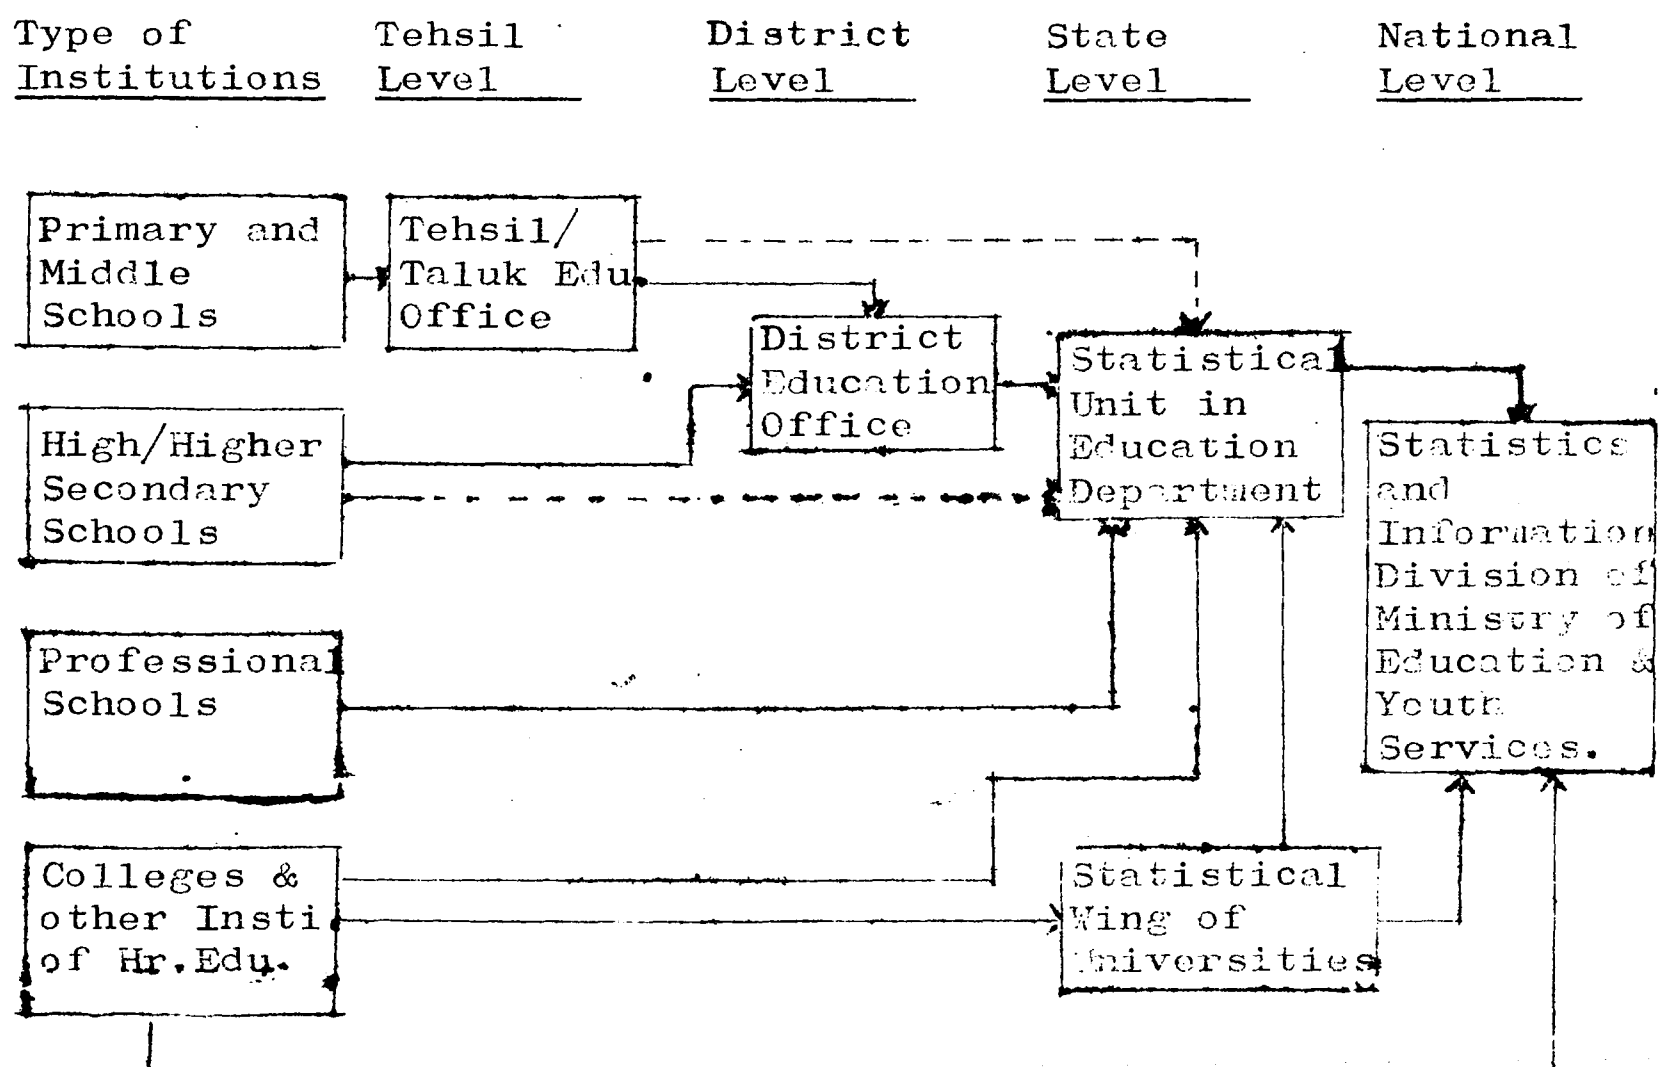 Type of
Institutions
Tehsil
Level
District
Level
State
Level
National
Level
Primary and
Middle
Schools
Tehsil/
Taluk Edu
Office
District
Education
Office
Statistical
Unit in
Education
Department
High/Higher
Secondary
Schools
Statistics
and
Information
Division of
Ministry of
Education &
Youth
Services.
Professional
Schools
Colleges &
other Insti
of Hr.Edu.
Statistical
Wing of
Universities